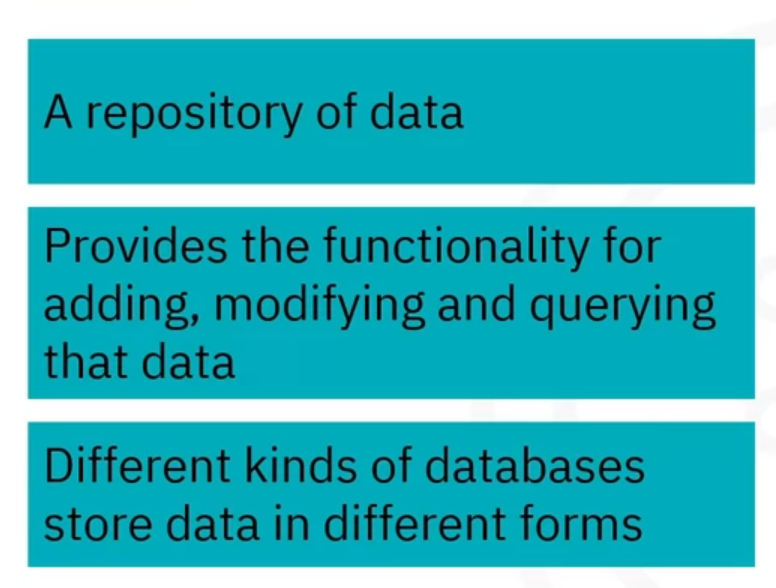 A repository of data
Provides the functionality for
adding, modifying and querying
that data
Different kinds of databases
store data in different forms